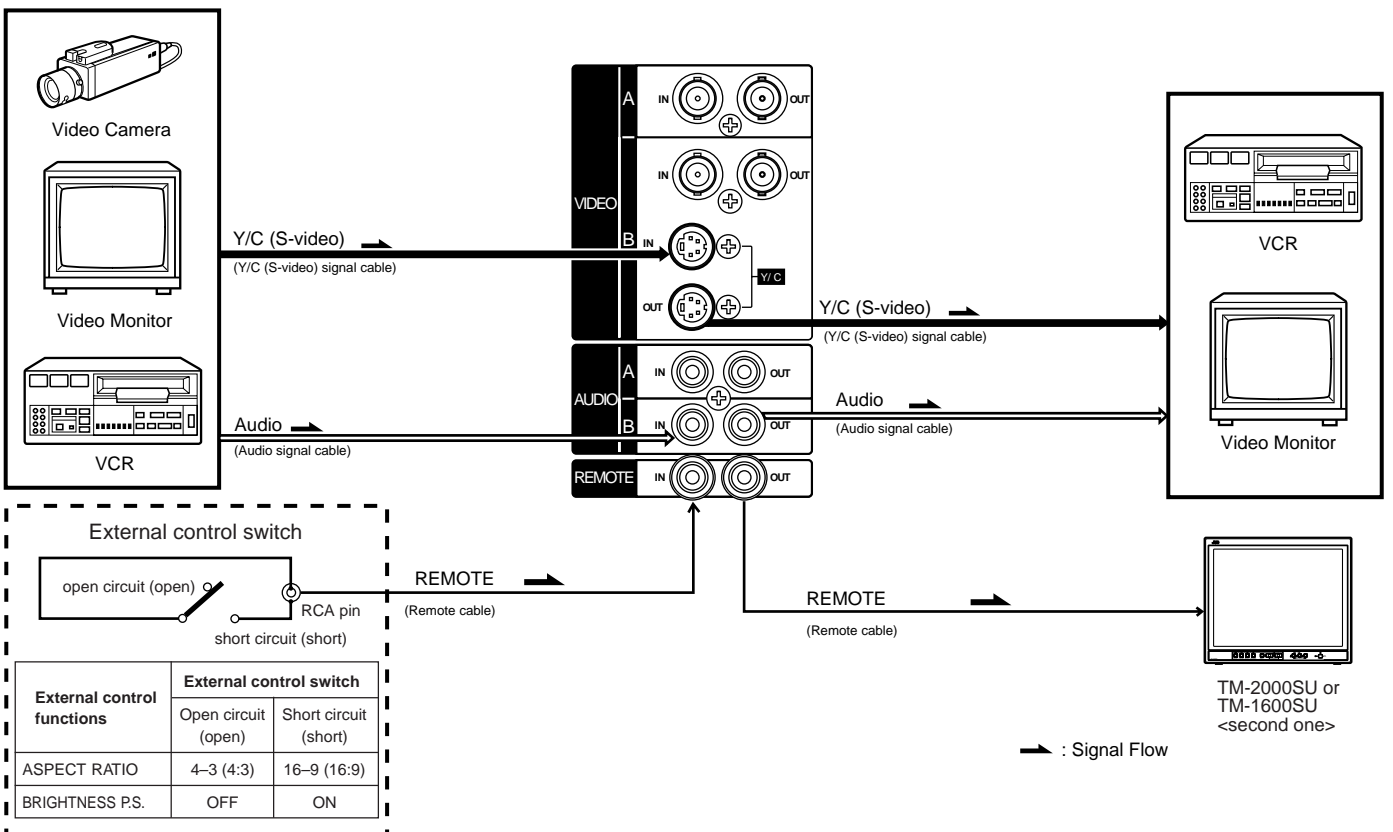 Video Camera
Video Monitor
VCR
Y/C (S-video)
(Y/C (S-video) signal cable)
Audio
(Audio signal cable)
VIDEO
A
IN
OUT
B
IN
OUT
IN
Y/C
OUT
AUDIO
A
IN
OUT
B
IN
OUT
REMOTE
IN
OUT
Y/C (S-video)
(Y/C (S-video) signal cable)
Audio
(Audio signal cable)
VCR
Video Monitor
External control switch
open circuit (open)
RCA pin
short circuit (short)
REMOTE
(Remote cable)
REMOTE
(Remote cable)
TM-2000SU or
TM-1600SU
<second one>
: Signal Flow
External control
functions
External control switch
Open circuit
(open)
Short circuit
(short)
ASPECT RATIO 4–3 (4:3) 16–9 (16:9)
BRIGHTNESS P.S. OFF ON